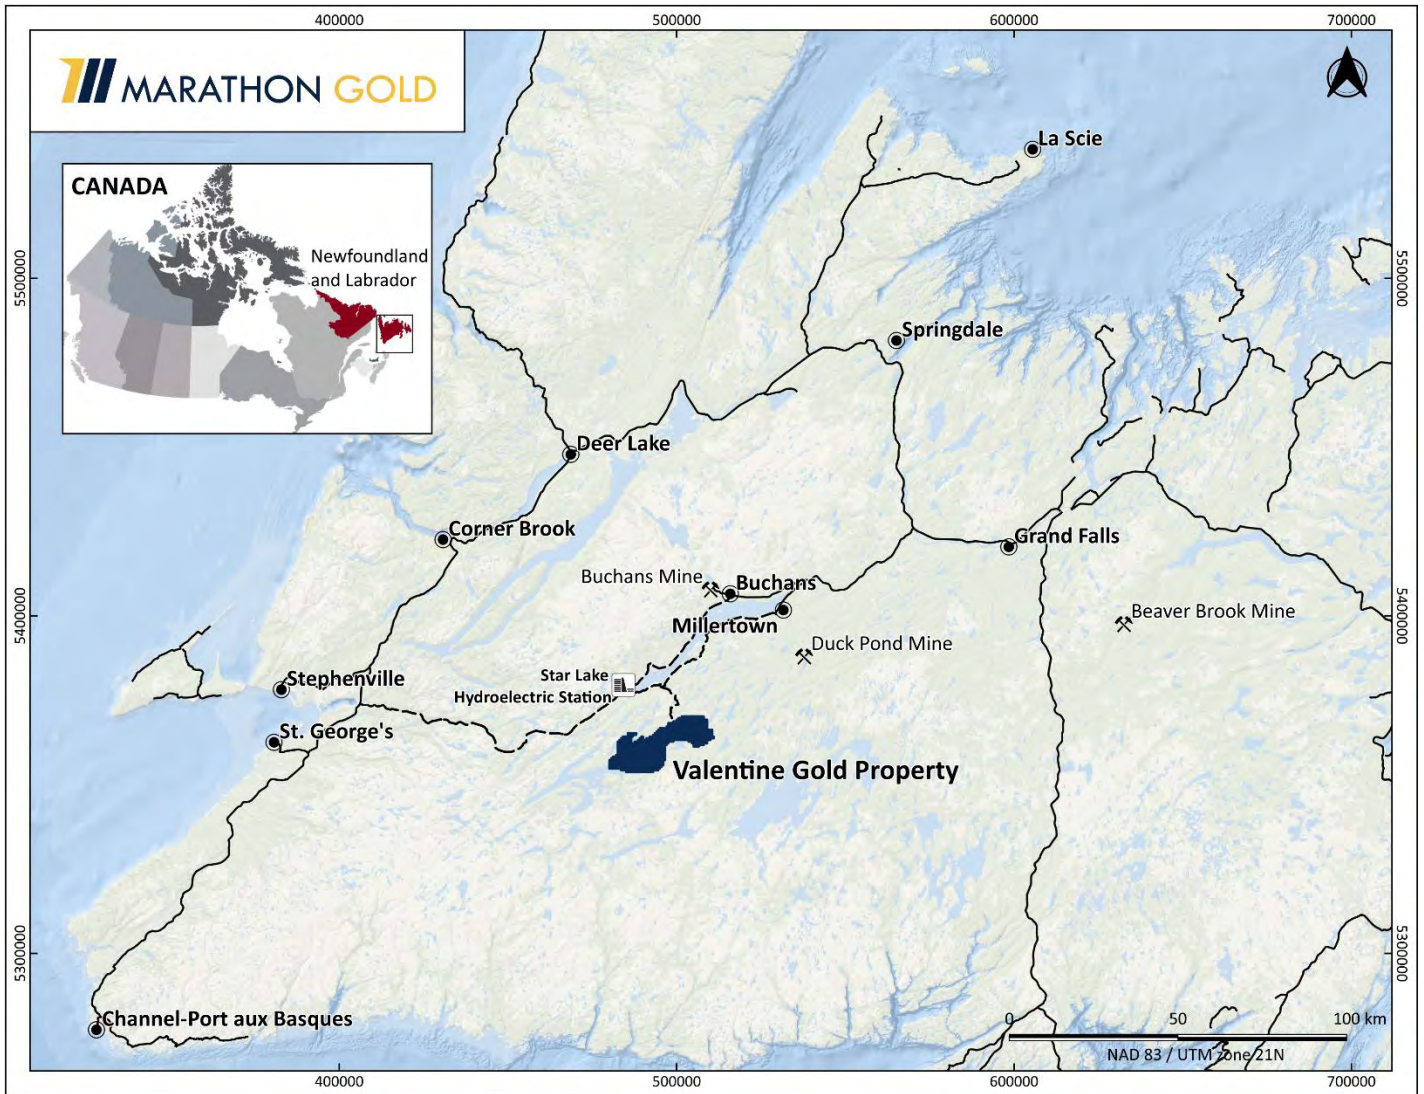 400000
500000
600000
700000
MARATHON GOLD
CANADA
Newfoundland
and Labrador
La Scie
5500000
5500000
Springdale
Deer Lake
Corner Brook
Grand Falls
Buchans Mine
Buchans
Millertown
Beaver Brook Mine
5400000
5400000
Duck Pond Mine
Star Lake
Hydroelectric Station
Stephenville
St. George's
Valentine Gold Property
5300000
5300000
Channel-Port aux Basques
0
50
100 km
NAD 83 / UTM zone 21N
400000
500000
600000
700000